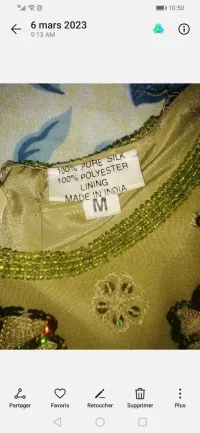 10:50
6 mars 2023
9:13 AM
100% PURE SILK
100% POLYESTER
LINING
MADE IN INDIA
M
Partager
Favoris
Retoucher
Supprimer
Plus